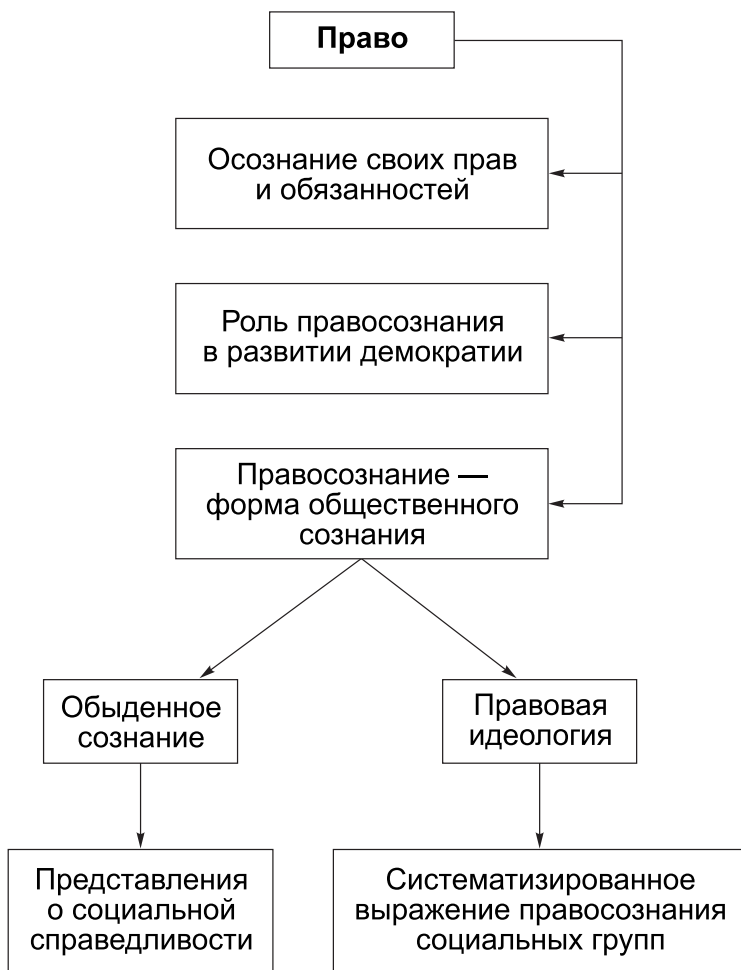 Право
Осознание своих прав
и обязанностей
Роль правосознания
в развитии демократии
Правосознание —
форма общественного
сознания
Обыденное
сознание
Правовая
идеология
Представления
о социальной
справедливости
Систематизированное
выражение правосознания
социальных групп